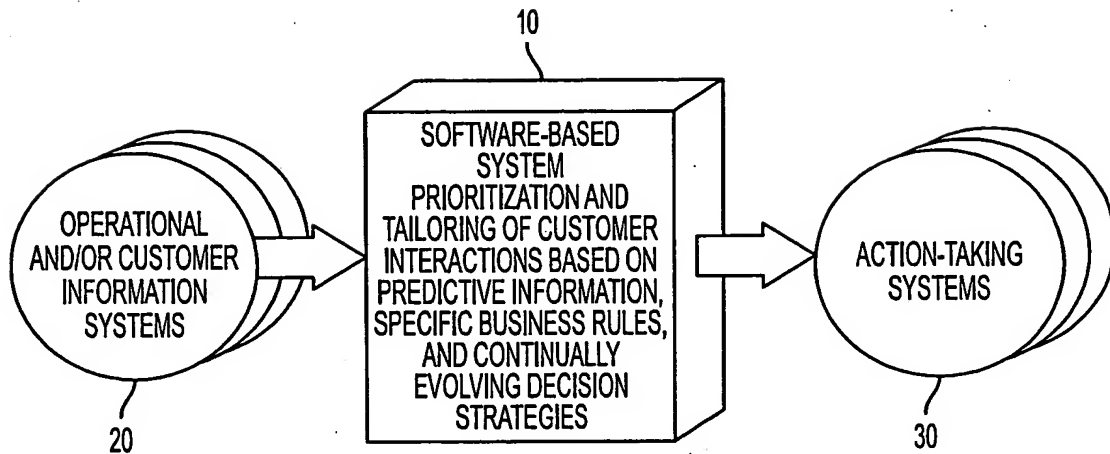 10
SOFTWARE-BASED
SYSTEM
PRIORITIZATION AND
TAILORING OF CUSTOMER
INTERACTIONS BASED ON
PREDICTIVE INFORMATION,
SPECIFIC BUSINESS RULES,
AND CONTINUALLY
EVOLVING DECISION
STRATEGIES
OPERATIONAL
AND/OR CUSTOMER
INFORMATION
SYSTEMS
ACTION-TAKING
SYSTEMS
20
30